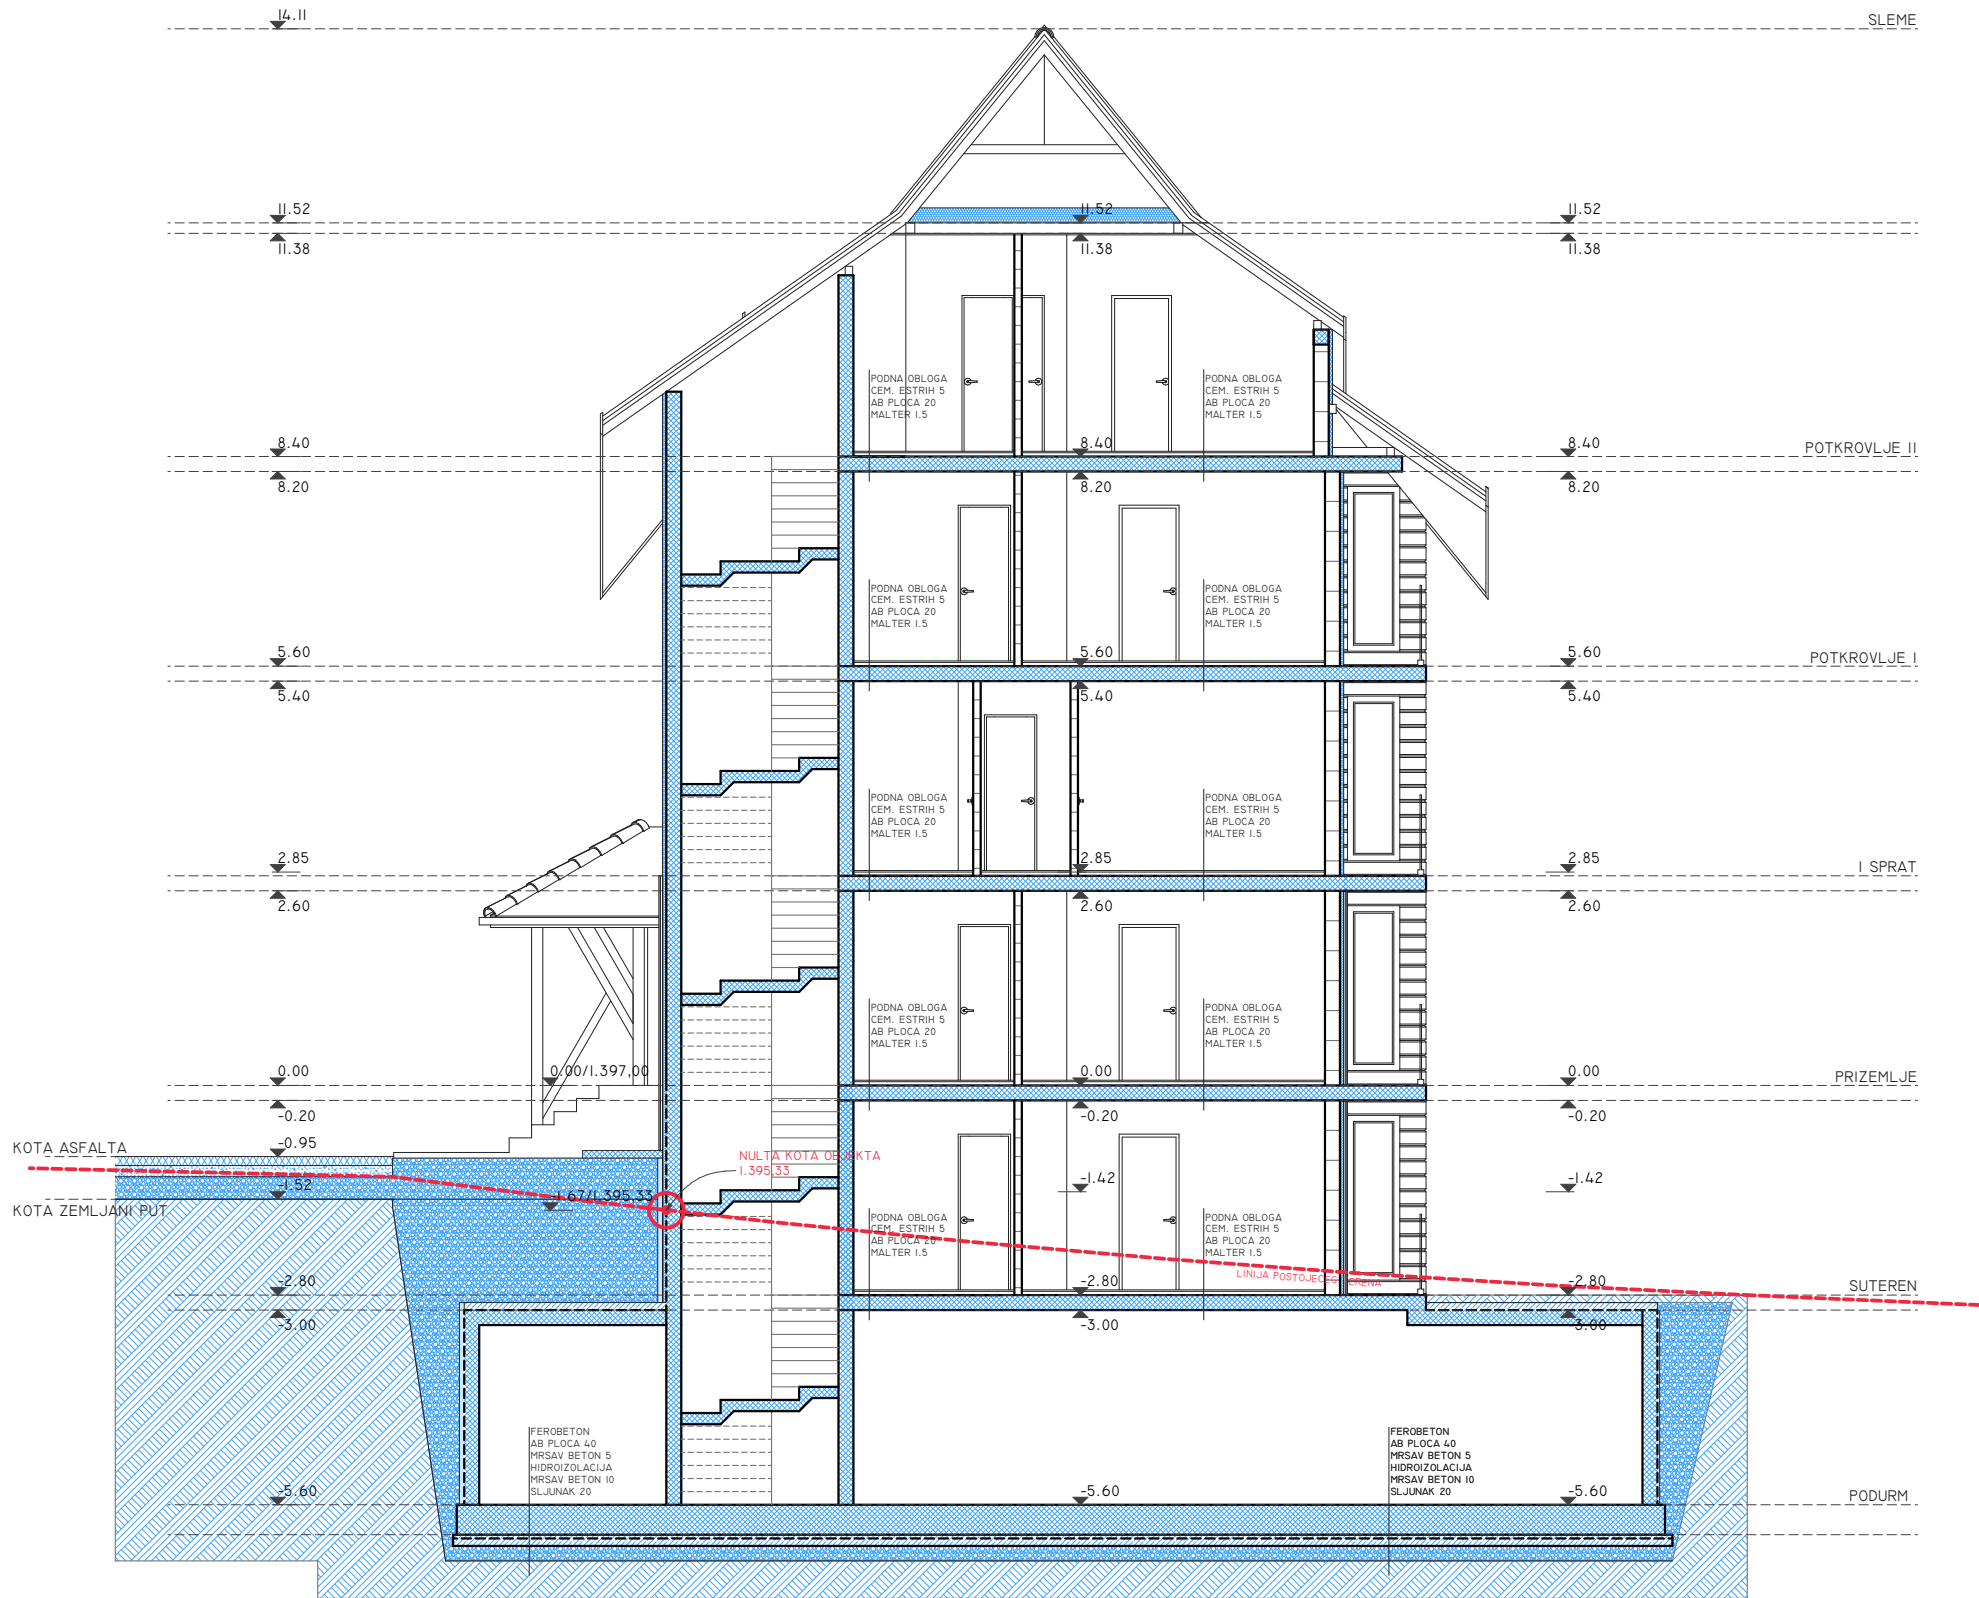 14.11
SLEME
11.52
11.52
11.52
11.38
11.38
11.38
PODNA OBLOGA
CEM. ESTRIH 5
AB PLOCA 20
MALTER 1.5
PODNA OBLOGA
CEM. ESTRIH 5
AB PLOCA 20
MALTER 1.5
8.40
8.40
8.40
POTKROVLJE II
8.20
8.20
8.20
PODNA OBLOGA
CEM. ESTRIH 5
AB PLOCA 20
MALTER 1.5
PODNA OBLOGA
CEM. ESTRIH 5
AB PLOCA 20
MALTER 1.5
5.60
5.60
5.60
POTKROVLJE I
5.40
5.40
5.40
PODNA OBLOGA
CEM. ESTRIH 5
AB PLOCA 20
MALTER 1.5
PODNA OBLOGA
CEM. ESTRIH 5
AB PLOCA 20
MALTER 1.5
2.85
2.85
2.85
I SPRAT
2.60
2.60
2.60
PODNA OBLOGA
CEM. ESTRIH 5
AB PLOCA 20
MALTER 1.5
PODNA OBLOGA
CEM. ESTRIH 5
AB PLOCA 20
MALTER 1.5
0.00
0.00/1.397,00
0.00
0.00
PRIZEMLJE
-0.20
-0.20
-0.20
KOTA ASFALTA
-0.95
NULTA KOTA OBJEKTA
1.395,33
-1.52
-1.67/1.395,33
-1.42
-1.42
KOTA ZEMLJANI PUT
PODNA OBLOGA
CEM. ESTRIH 5
AB PLOCA 20
MALTER 1.5
PODNA OBLOGA
CEM. ESTRIH 5
AB PLOCA 20
MALTER 1.5
LINIJA POSTOJECEG TERENA
-2.80
-2.80
-2.80
SUTEREN
-3.00
-3.00
-3.00
FEROBETON
AB PLOCA 40
MRSAV BETON 5
HIDROIZOLACIJA
MRSAV BETON 10
SLJUNAK 20
FEROBETON
AB PLOCA 40
MRSAV BETON 5
HIDROIZOLACIJA
MRSAV BETON 10
SLJUNAK 20
-5.60
-5.60
-5.60
PODURM